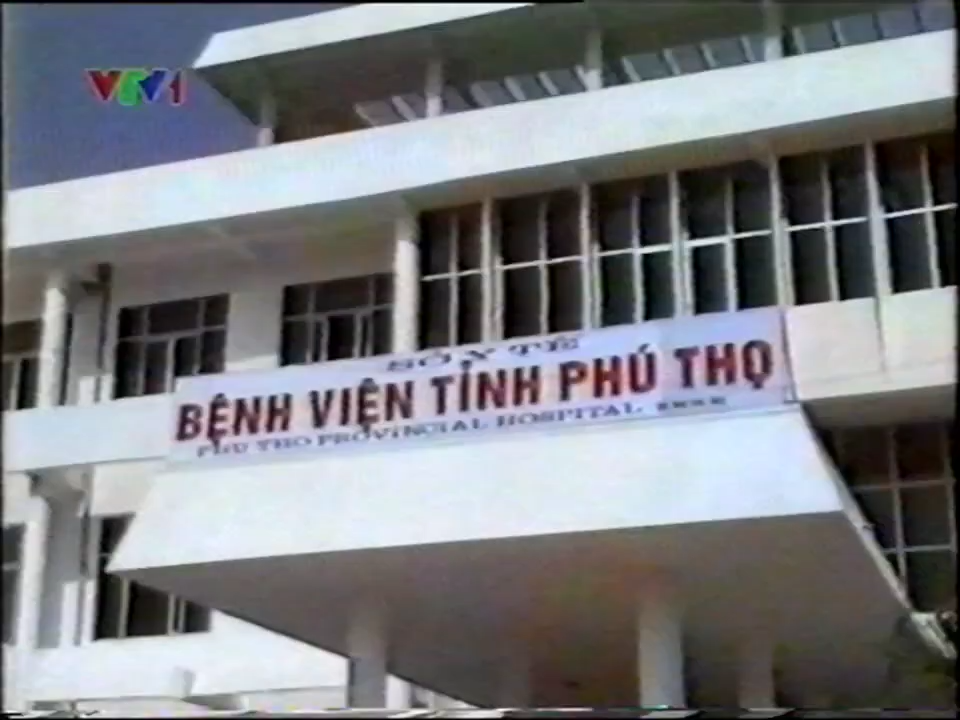 VTV1
SỞ Y TẾ
BỆNH VIỆN TỈNH PHÚ THỌ
PHU THO PROVINCIAL HOSPITAL